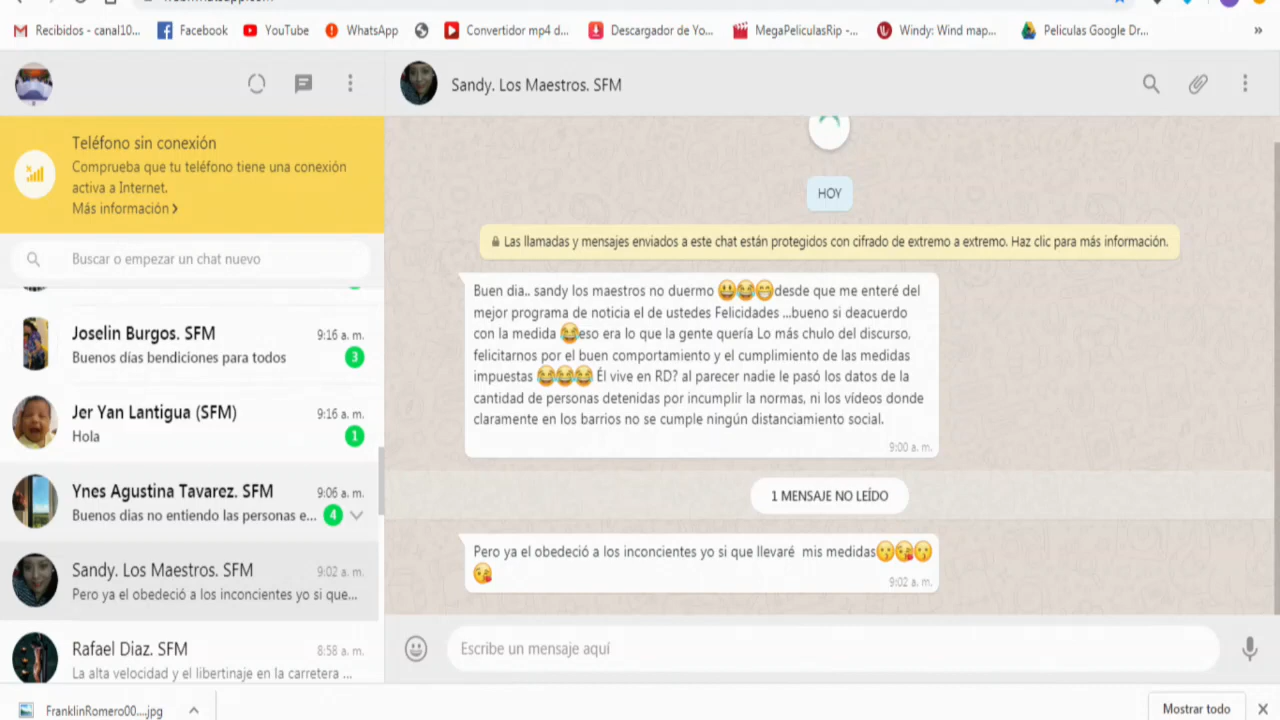 Recibidos - canal10...
Facebook
YouTube
WhatsApp
Convertidor mp4 d...
Descargador de Yo...
MegaPeliculasRip -...
Windy: Wind map...
Peliculas Google Dr...
»
Sandy. Los Maestros. SFM
Teléfono sin conexión
Comprueba que tu teléfono tiene una conexión
activa a Internet.
Más información >
Buscar o empezar un chat nuevo
Joselin Burgos. SFM 9:16 a. m.
Buenos días bendiciones para todos 3
Jer Yan Lantigua (SFM) 9:16 a. m.
Hola 1
Ynes Agustina Tavarez. SFM 9:06 a. m.
Buenos días no entiendo las personas e... 4
Sandy. Los Maestros. SFM 9:02 a. m.
Pero ya el obedeció a los inconcientes yo si que...
Rafael Diaz. SFM 8:58 a. m.
La alta velocidad y el libertinaje en la carretera ...
HOY
Las llamadas y mensajes enviados a este chat están protegidos con cifrado de extremo a extremo. Haz clic para más información.
Buen dia.. sandy los maestros no duermo 😃😂😁desde que me enteré del
mejor programa de noticia el de ustedes Felicidades ...bueno si deacuerdo
con la medida 😂eso era lo que la gente quería Lo más chulo del discurso,
felicitarnos por el buen comportamiento y el cumplimiento de las medidas
impuestas 😂😂😂 Él vive en RD? al parecer nadie le pasó los datos de la
cantidad de personas detenidas por incumplir la normas, ni los vídeos donde
claramente en los barrios no se cumple ningún distanciamiento social.
9:00 a. m.
1 MENSAJE NO LEÍDO
Pero ya el obedeció a los inconcientes yo si que llevaré mis medidas😗😘😗
😘
9:02 a. m.
Escribe un mensaje aquí
FranklinRomero00....jpg
Mostrar todo